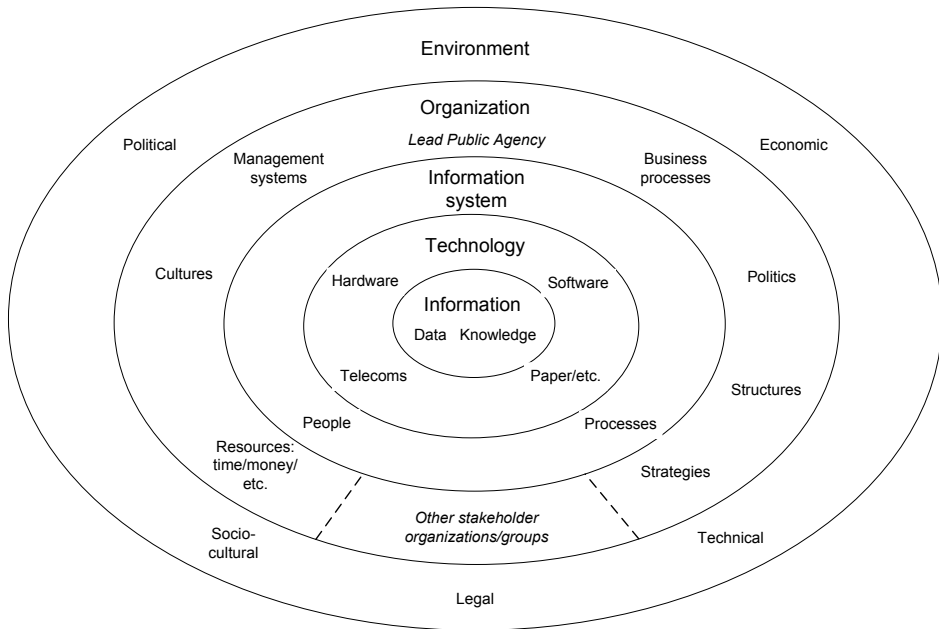 Environment
Organization
Lead Public Agency
Political
Economic
Management
systems
Business
processes
Information
system
Technology
Cultures
Politics
Hardware
Software
Information
Data Knowledge
Telecoms
Paper/etc.
Structures
People
Processes
Resources:
time/money/
etc.
Strategies
Other stakeholder
organizations/groups
Socio-
cultural
Technical
Legal